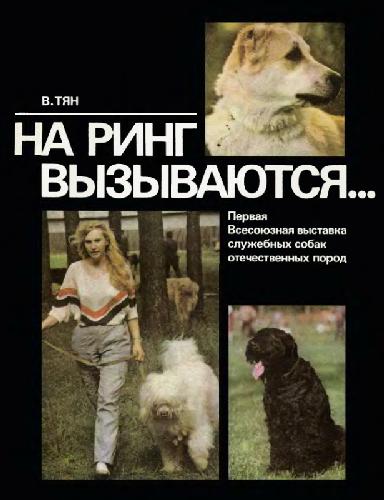 В. ТЯН
НА РИНГ
ВЫЗЫВАЮТСЯ...
Первая
Всесоюзная выставка
служебных собак
отечественных пород